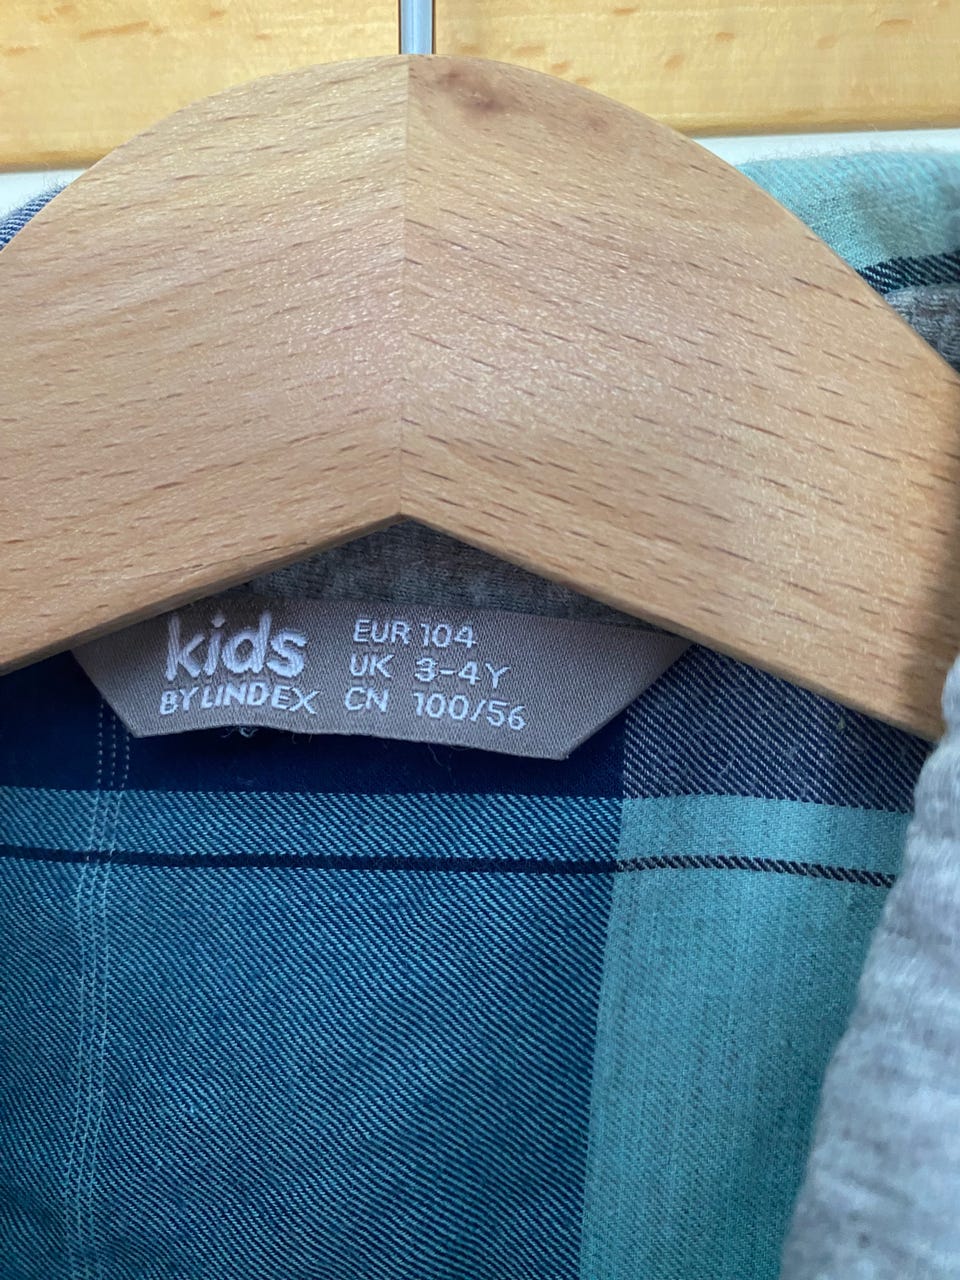 kids
BY LINDEX
EUR 104
UK 3-4Y
CN 100/56